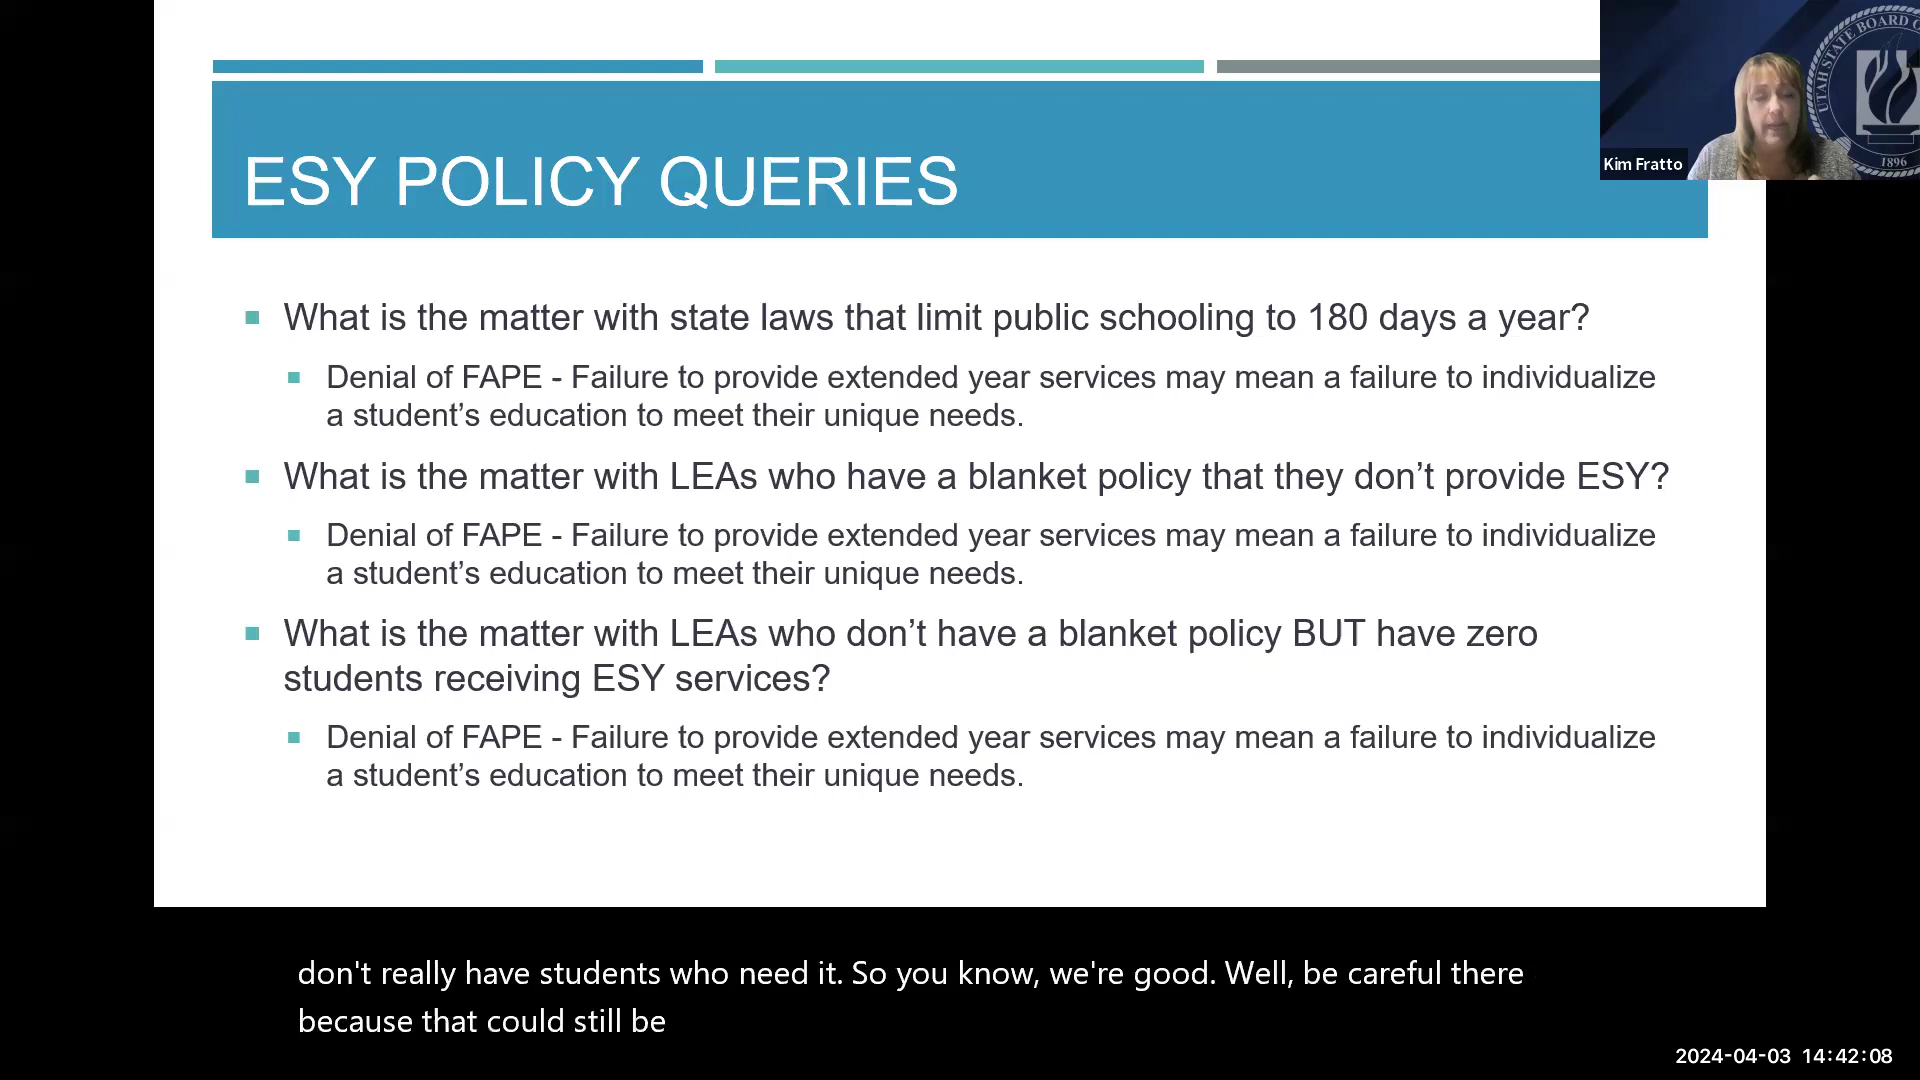 UTAH STATE BOARD O
1896
Kim Fratto
ESY POLICY QUERIES
What is the matter with state laws that limit public schooling to 180 days a year?
Denial of FAPE - Failure to provide extended year services may mean a failure to individualize
a student’s education to meet their unique needs.
What is the matter with LEAs who have a blanket policy that they don’t provide ESY?
Denial of FAPE - Failure to provide extended year services may mean a failure to individualize
a student’s education to meet their unique needs.
What is the matter with LEAs who don’t have a blanket policy BUT have zero
students receiving ESY services?
Denial of FAPE - Failure to provide extended year services may mean a failure to individualize
a student’s education to meet their unique needs.
don't really have students who need it. So you know, we're good. Well, be careful there
because that could still be
2024-04-03 14:42:08